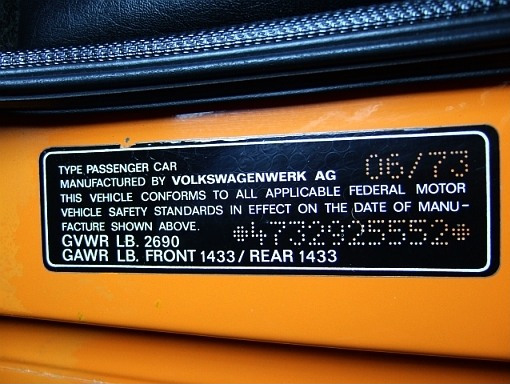 TYPE PASSENGER CAR 06/73
MANUFACTURED BY VOLKSWAGENWERK AG
THIS VEHICLE CONFORMS TO ALL APPLICABLE FEDERAL MOTOR
VEHICLE SAFETY STANDARDS IN EFFECT ON THE DATE OF MANU-
FACTURE SHOWN ABOVE.
GVWR LB. 2690 *4732925552*
GAWR LB. FRONT 1433/ REAR 1433